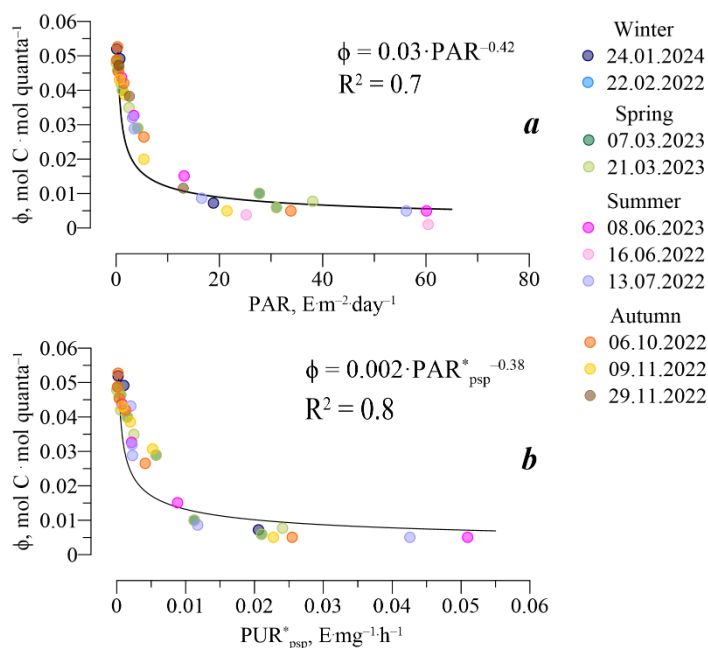 0.06
0.05
0.04
0.03
0.02
0.01
0
ϕ, mol C · mol quanta⁻¹
ϕ = 0.03·PAR⁻⁰·⁴²
R² = 0.7
a
0 20 40 60 80
PAR, E·m⁻²·day⁻¹
0.06
0.05
0.04
0.03
0.02
0.01
0
ϕ, mol C · mol quanta⁻¹
ϕ = 0.002·PAR*psp⁻⁰·³⁸
R² = 0.8
b
0 0.01 0.02 0.03 0.04 0.05 0.06
PUR*psp, E·mg⁻¹·h⁻¹
Winter
24.01.2024
22.02.2022
Spring
07.03.2023
21.03.2023
Summer
08.06.2023
16.06.2022
13.07.2022
Autumn
06.10.2022
09.11.2022
29.11.2022